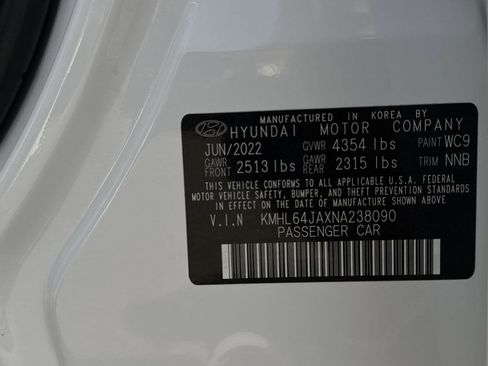 MANUFACTURED IN KOREA BY
HYUNDAI MOTOR COMPANY
JUN/2022 GVWR 4354 lbs PAINT WC9
GAWR FRONT 2513 lbs GAWR REAR 2315 lbs TRIM NNB
THIS VEHICLE CONFORMS TO ALL APPLICABLE U.S.A. FEDERAL
MOTOR VEHICLE SAFETY, BUMPER, AND THEFT PREVENTION
STANDARDS IN EFFECT ON THE DATE OF MANUFACTURE SHOWN ABOVE.
V.I.N KMHL64JAXNA238090
PASSENGER CAR